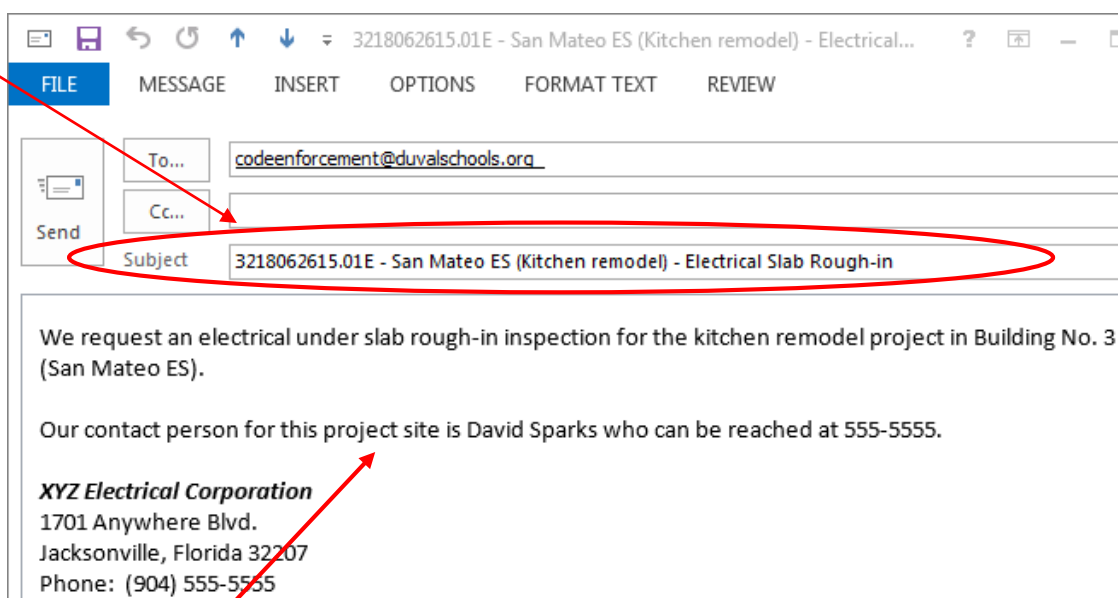 3218062615.01E - San Mateo ES (Kitchen remodel) - Electrical... ?
FILE MESSAGE INSERT OPTIONS FORMAT TEXT REVIEW
To... codeenforcement@duvalschools.org
Cc...
Send
Subject 3218062615.01E - San Mateo ES (Kitchen remodel) - Electrical Slab Rough-in
We request an electrical under slab rough-in inspection for the kitchen remodel project in Building No. 3
(San Mateo ES).
Our contact person for this project site is David Sparks who can be reached at 555-5555.
XYZ Electrical Corporation
1701 Anywhere Blvd.
Jacksonville, Florida 32207
Phone: (904) 555-5555